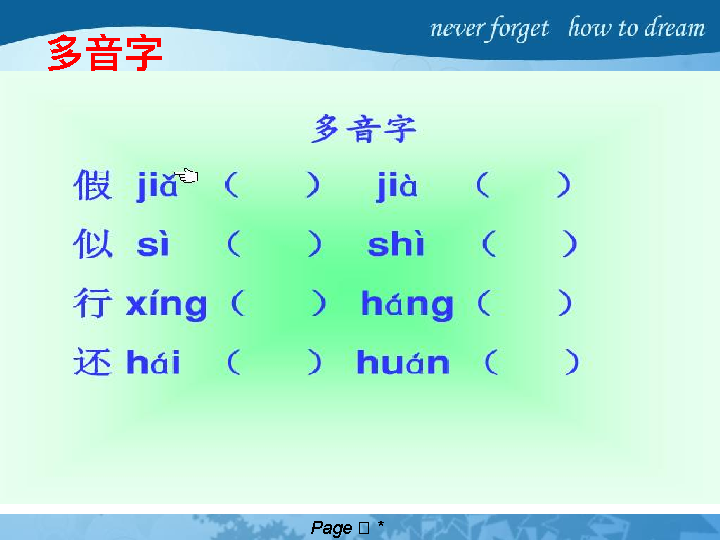 never forget how to dream
多音字
多音字
假 jiǎ （ ） jià （ ）
似 sì （ ） shì （ ）
行 xíng （ ） háng （ ）
还 hái （ ） huán （ ）
Page □ *